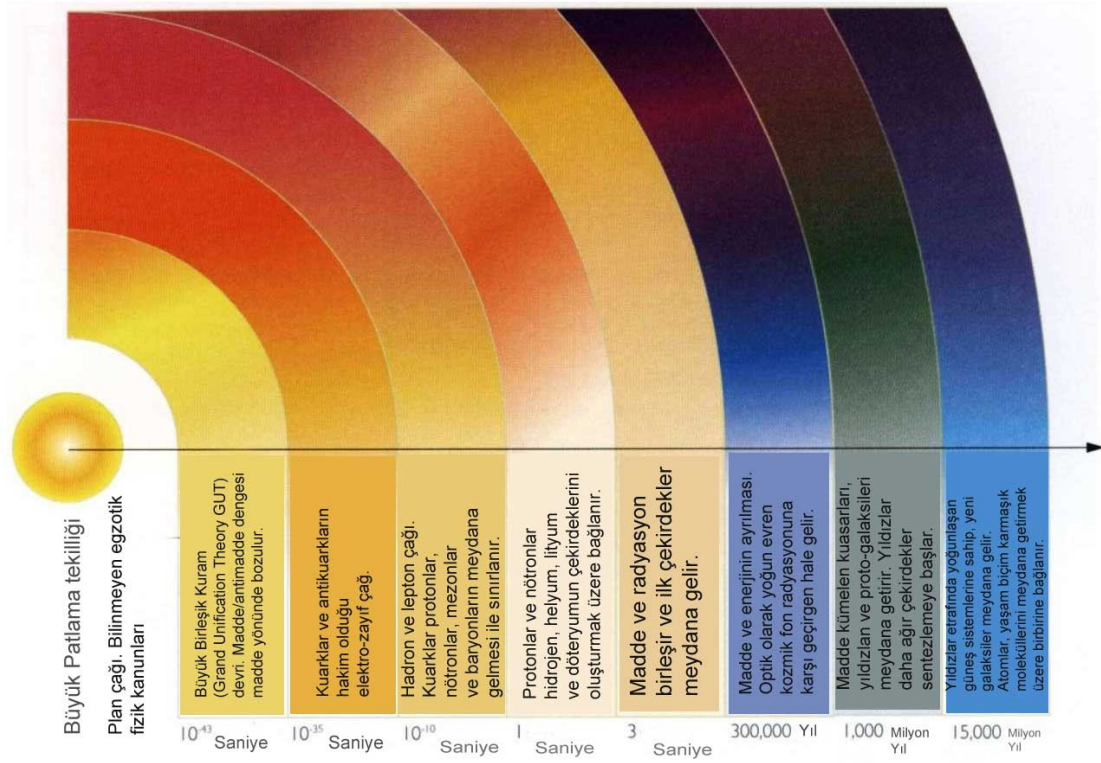 Büyük Patlama tekilliği
Plan çağı. Bilinmeyen egzotik
fizik kanunları
Büyük Birleşik Kuram
(Grand Unification Theory GUT)
devri. Madde/antimadde dengesi
madde yönünde bozulur.
Kuarklar ve antikuarkların
hakim olduğu
elektro-zayıf çağ.
Hadron ve lepton çağı.
Kuarklar protonlar,
nötronlar, mezonlar
ve baryonların meydana
gelmesi ile sınırlanır.
Protonlar ve nötronlar
hidrojen, helyum, lityum
ve döteryumun çekirdeklerini
oluşturmak üzere bağlanır.
Madde ve radyasyon
birleşir ve ilk çekirdekler
meydana gelir.
Madde ve enerjinin ayrılması.
Optik olarak yoğun evren
kozmik fon radyasyonuna
karşı geçirgen hale gelir.
Madde Kümelen kuasarları,
yıldızları ve proto-galaksileri
meydana getirir. Yıldızlar
daha ağır çekirdekler
sentezlemeye başlar.
Yıldızlar etrafında yoğunlaşan
güneş sistemlerine sahip, yeni
galaksiler meydana gelir.
Atomlar, yaşam biçim karmaşık
moleküllerini meydana getirmek
üzere birbirine bağlanır.
10⁻⁴³ Saniye
10⁻³⁵ Saniye
10⁻¹⁰ Saniye
1 Saniye
3 Saniye
300,000 Yıl
1,000 Milyon
Yıl
15,000 Milyon
Yıl